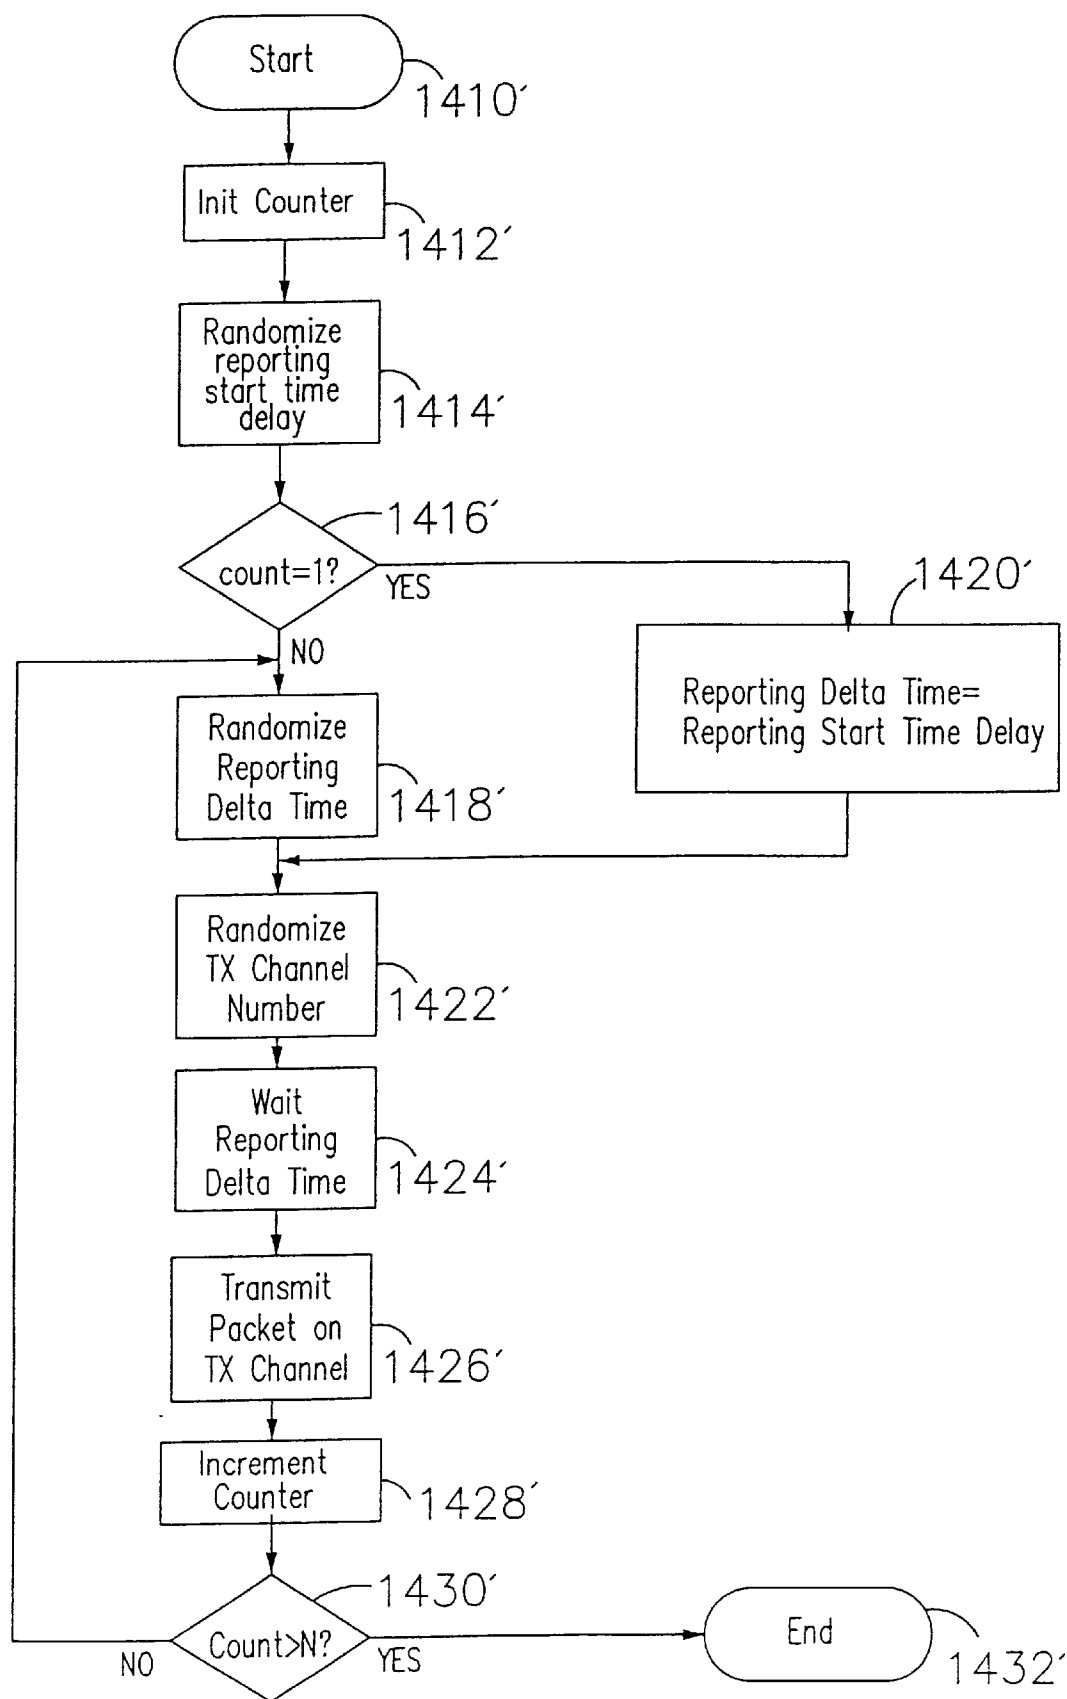 Start
1410′
Init Counter
1412′
Randomize
reporting
start time
delay
1414′
1416′
count=1?
YES
NO
1420′
Reporting Delta Time=
Reporting Start Time Delay
Randomize
Reporting
Delta Time
1418′
Randomize
TX Channel
Number
1422′
Wait
Reporting
Delta Time
1424′
Transmit
Packet on
TX Channel
1426′
Increment
Counter
1428′
1430′
Count>N?
NO
YES
End
1432′